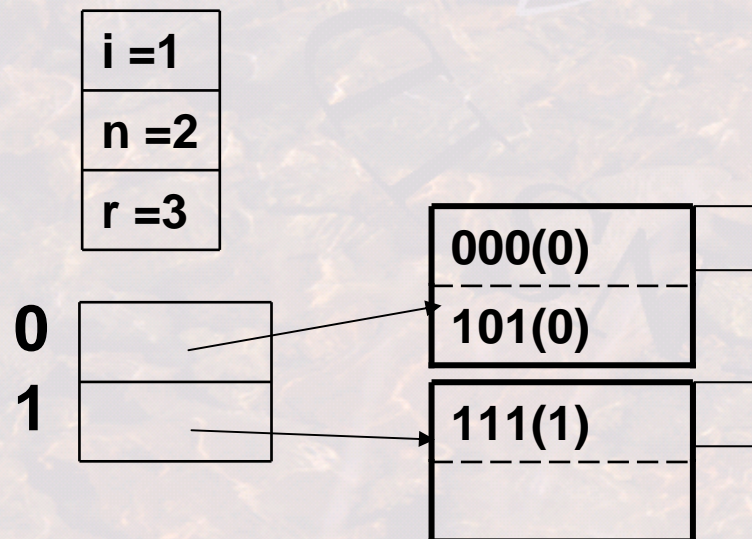 i =1
n =2
r =3
000(0)
0
101(0)
1
111(1)